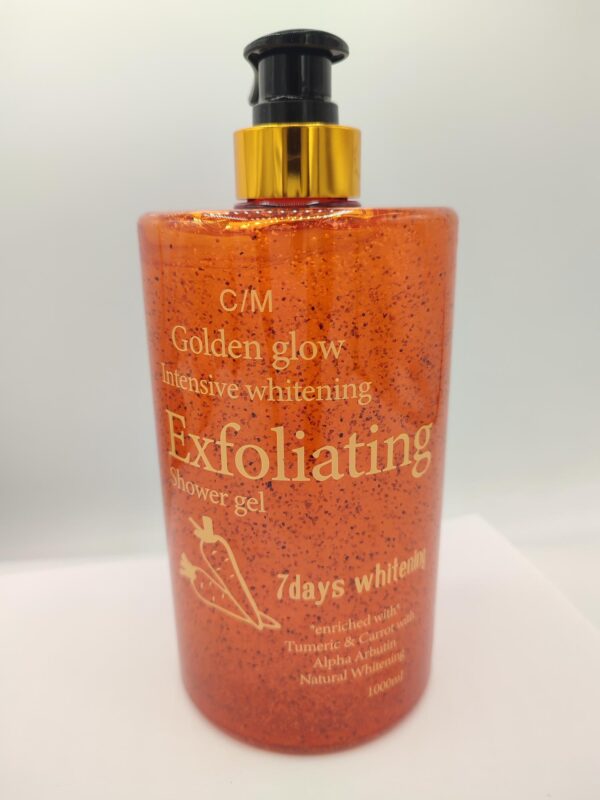 C/M
Golden glow
Intensive whitening
Exfoliating
Shower gel
7days whitening
*enriched with*
Tumeric & Carrot with
Alpha Arbutin
Natural Whitening
1000ml